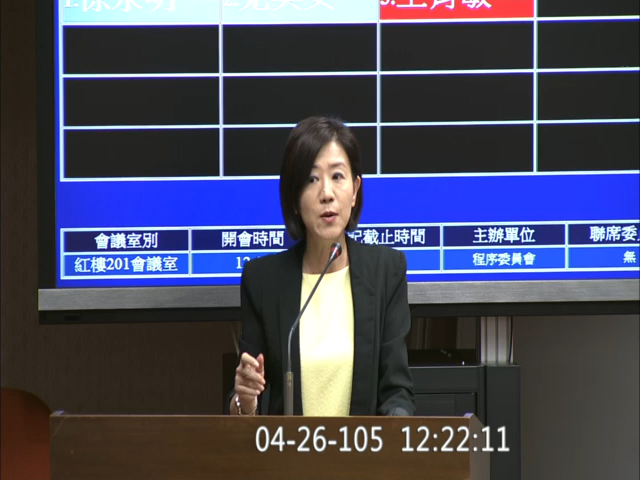 會議室別 開會時間 記截止時間 主辦單位 聯席委
紅樓201會議室 12 程序委員會 無
04-26-105 12:22:11